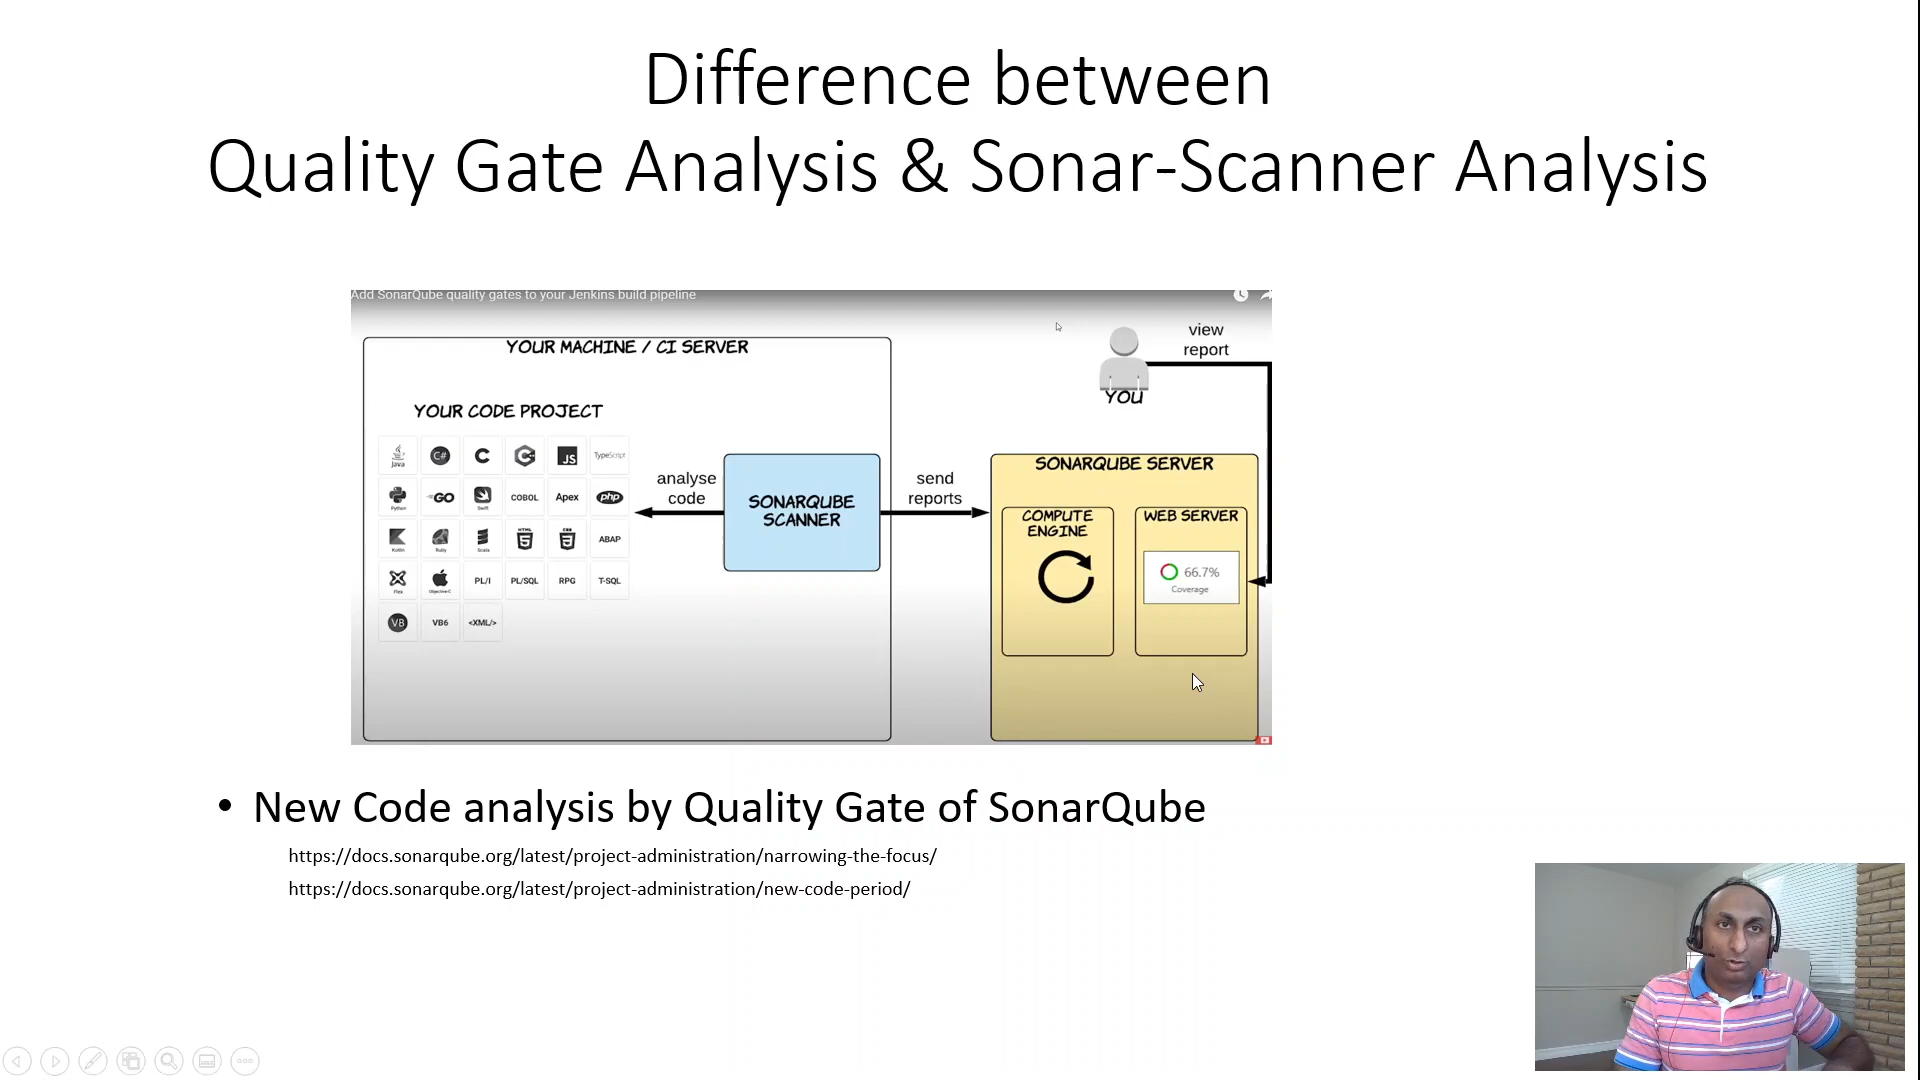 Difference between
Quality Gate Analysis & Sonar-Scanner Analysis
Add SonarQube quality gates to your Jenkins build pipeline
YOUR MACHINE / CI SERVER
YOUR CODE PROJECT
Java
C#
C
C
JS
TypeScript
Python
GO
Swift
COBOL
Apex
php
Kotlin
Ruby
Scala
HTML
5
CSS
3
ABAP
Flex
Objective-C
PL/I
PL/SQL
RPG
T-SQL
VB
VB6
<XML/>
analyse
code
SONARQUBE
SCANNER
send
reports
YOU
view
report
SONARQUBE SERVER
COMPUTE
ENGINE
WEB SERVER
66.7%
Coverage
• New Code analysis by Quality Gate of SonarQube
https://docs.sonarqube.org/latest/project-administration/narrowing-the-focus/
https://docs.sonarqube.org/latest/project-administration/new-code-period/